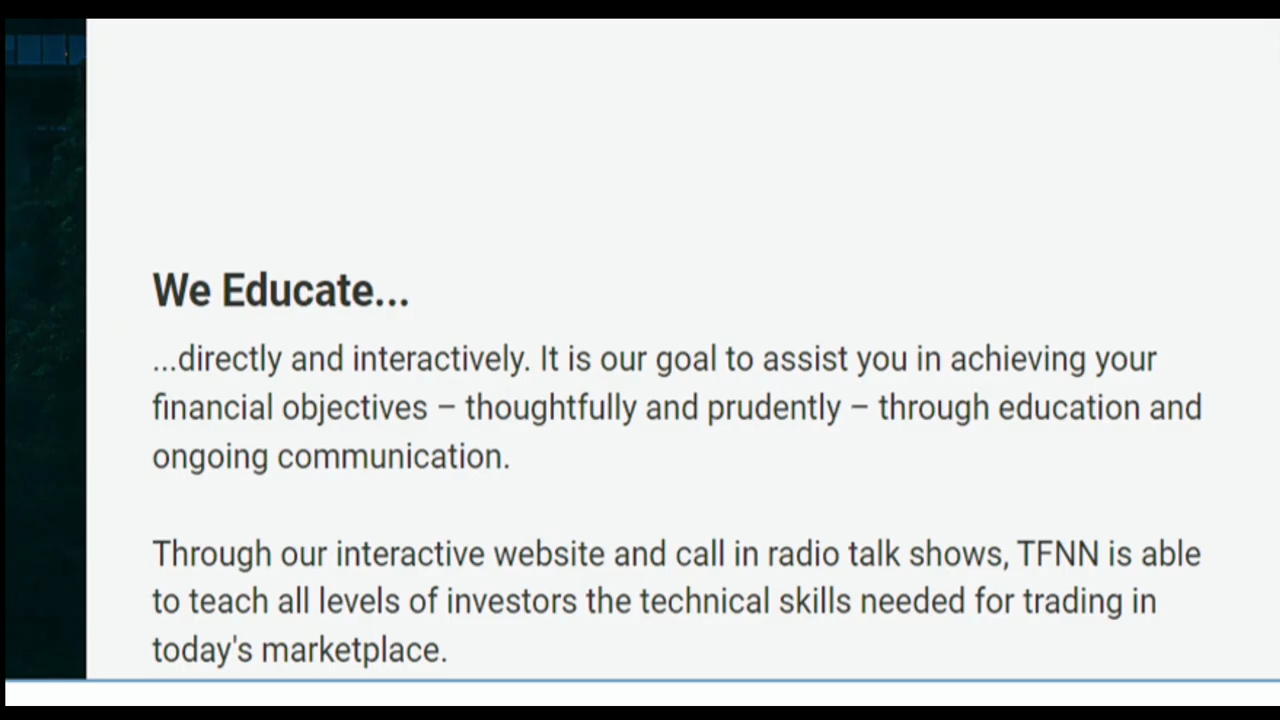 We Educate...
...directly and interactively. It is our goal to assist you in achieving your
financial objectives – thoughtfully and prudently – through education and
ongoing communication.
Through our interactive website and call in radio talk shows, TFNN is able
to teach all levels of investors the technical skills needed for trading in
today's marketplace.